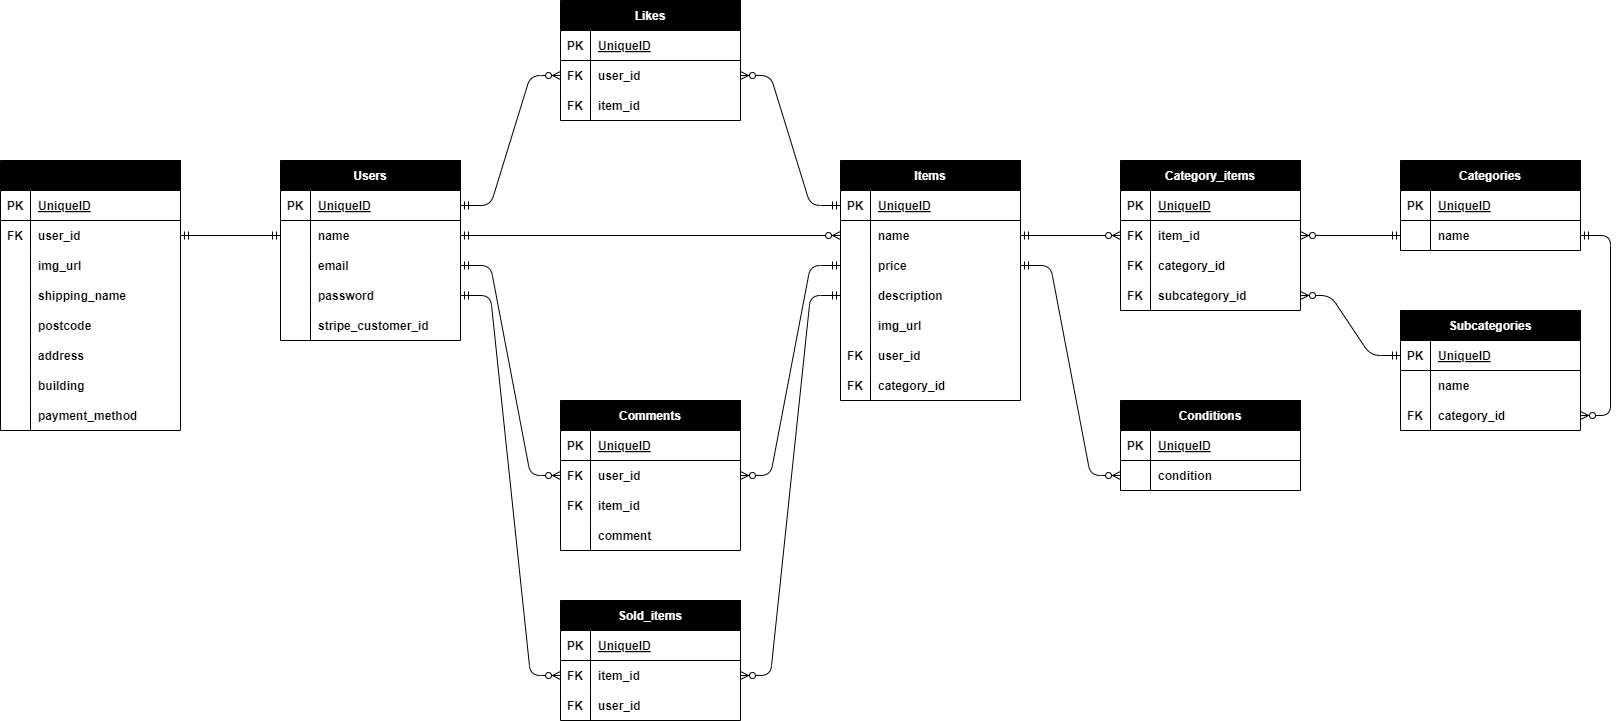 Likes
PK UniqueID
FK user_id
FK item_id
PK UniqueID
FK user_id
img_url
shipping_name
postcode
address
building
payment_method
Users
PK UniqueID
name
email
password
stripe_customer_id
Items
PK UniqueID
name
price
description
img_url
FK user_id
FK category_id
Category_items
PK UniqueID
FK item_id
FK category_id
FK subcategory_id
Categories
PK UniqueID
name
Subcategories
PK UniqueID
name
FK category_id
Comments
PK UniqueID
FK user_id
FK item_id
comment
Conditions
PK UniqueID
condition
Sold_items
PK UniqueID
FK item_id
FK user_id